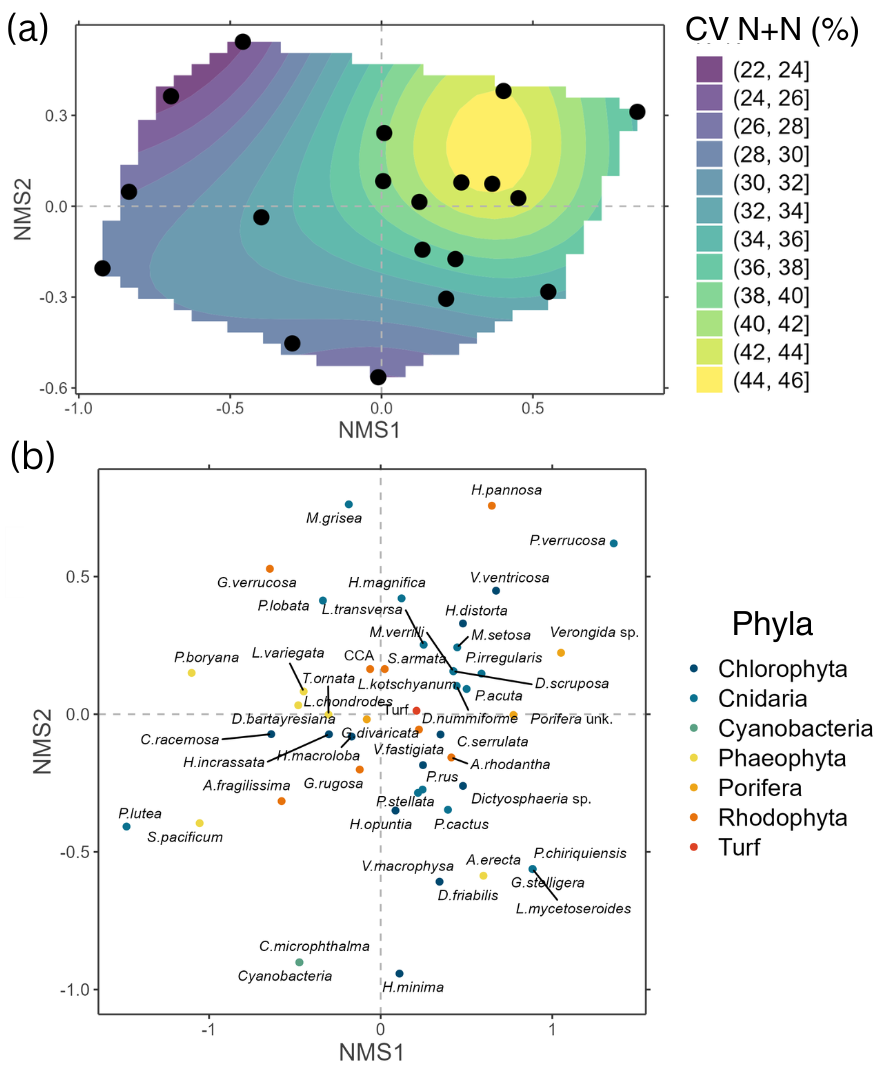 (a)
CV N+N (%)
(22, 24]
(24, 26]
(26, 28]
(28, 30]
(30, 32]
(32, 34]
(34, 36]
(36, 38]
(38, 40]
(40, 42]
(42, 44]
(44, 46]
NMS2
0.3
0.0
-0.3
-0.6
-1.0
-0.5
0.0
0.5
NMS1
(b)
NMS2
0.5
0.0
-0.5
-1.0
H.pannosa
M.grisea
P.verrucosa
G.verrucosa
H.magnifica
V.ventricosa
P.lobata
L.transversa
H.distorta
M.verrilli
M.setosa
Verongida sp.
P.boryana
L.variegata
CCA
S.armata
P.irregularis
T.ornata
L.kotschyanum
D.scruposa
L.chondrodes
P.acuta
Turf
D.bartayresiana
D.nummiforme
Porifera unk.
C.racemosa
G.divaricata
C.serrulata
H.incrassata
H.macroloba
V.fastigiata
A.rhodantha
A.fragilissima
G.rugosa
P.rus
P.stellata
Dictyosphaeria sp.
P.lutea
S.pacificum
H.opuntia
P.cactus
V.macrophysa
A.erecta
P.chiriquiensis
D.friabilis
G.stelligera
L.mycetoseroides
C.microphthalma
Cyanobacteria
H.minima
-1
0
1
NMS1
Phyla
Chlorophyta
Cnidaria
Cyanobacteria
Phaeophyta
Porifera
Rhodophyta
Turf